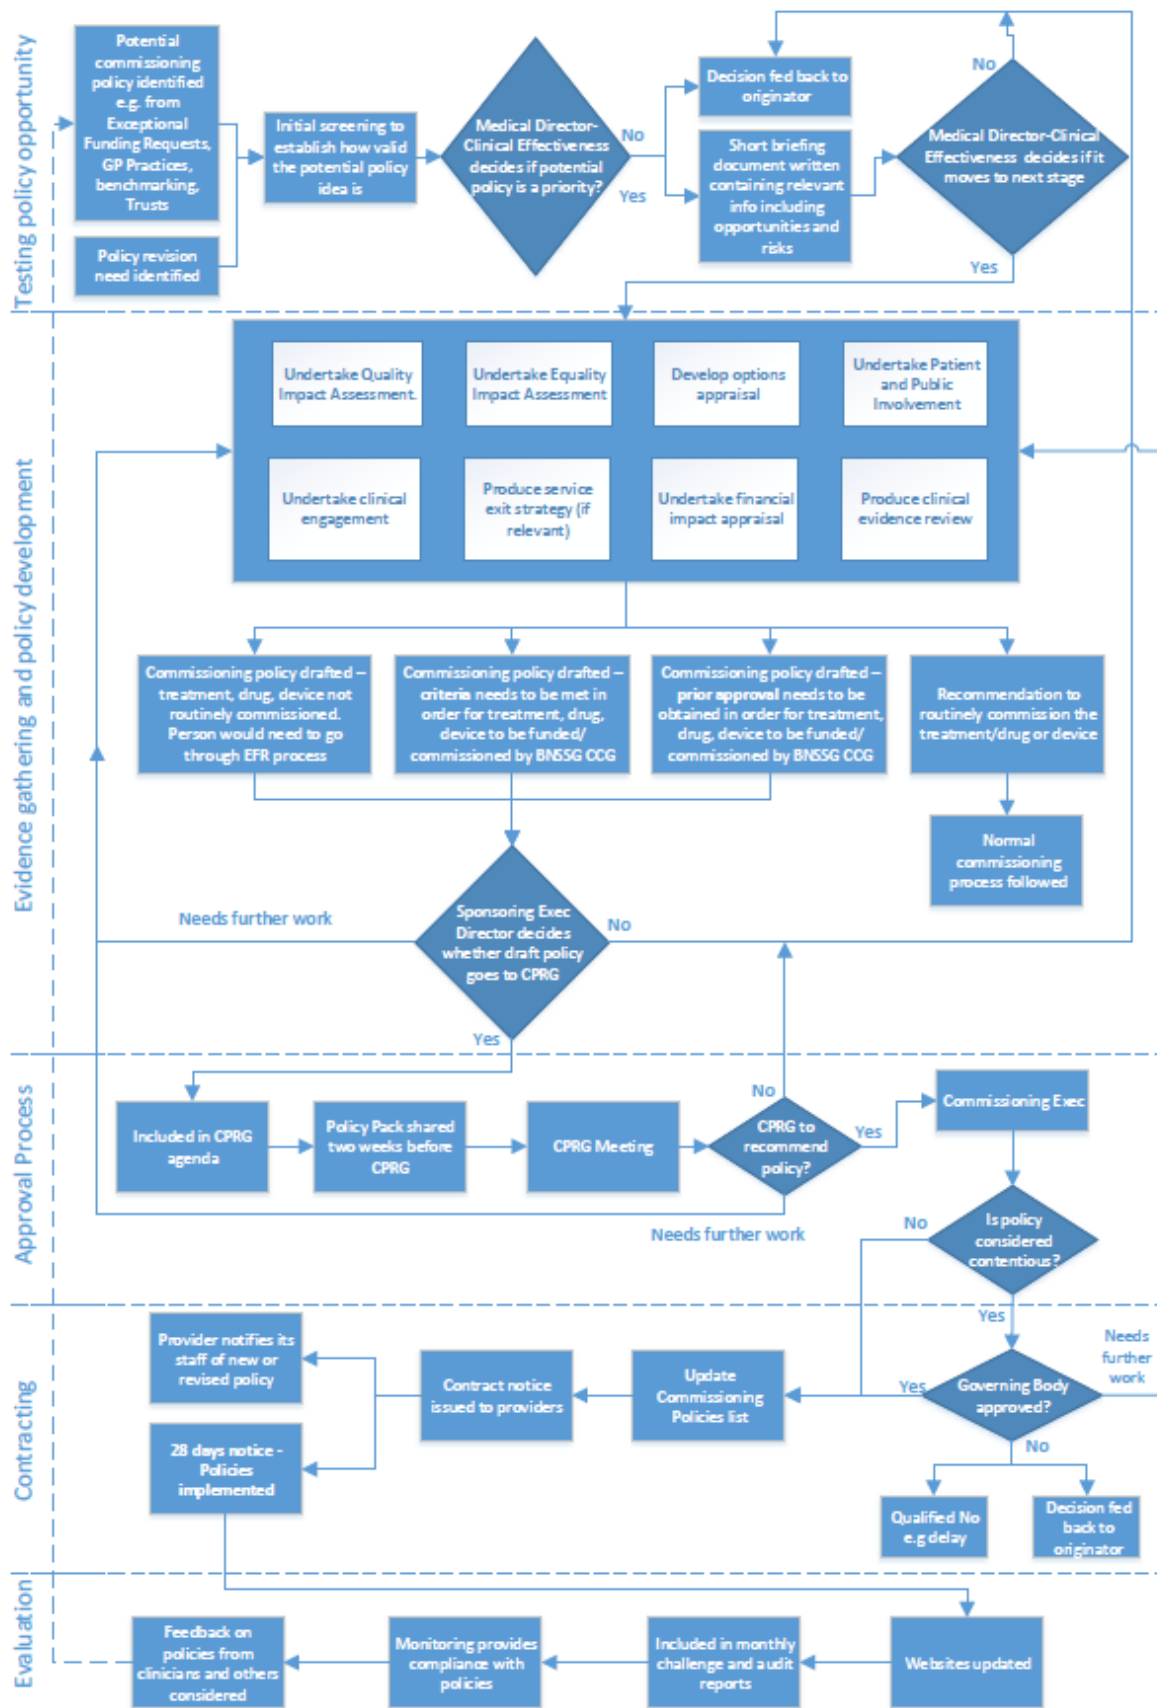 Testing policy opportunity
Potential
commissioning
policy identified
e.g. from
Exceptional
Funding Requests,
GP Practices,
benchmarking,
Trusts
Policy revision
need identified
Initial screening to
establish how valid
the potential policy
idea is
Medical Director-
Clinical Effectiveness
decides if potential
policy is a priority?
No
Yes
Decision fed back to
originator
Short briefing
document written
containing relevant
info including
opportunities and
risks
No
Medical Director-Clinical
Effectiveness decides if it
moves to next stage
Yes
Evidence gathering and policy development
Undertake Quality
Impact Assessment.
Undertake Equality
Impact Assessment
Develop options
appraisal
Undertake Patient
and Public
Involvement
Undertake clinical
engagement
Produce service
exit strategy (if
relevant)
Undertake financial
impact appraisal
Produce clinical
evidence review
Commissioning policy drafted –
treatment, drug, device not
routinely commissioned.
Person would need to go
through EFR process
Commissioning policy drafted –
criteria needs to be met in
order for treatment, drug,
device to be funded/
commissioned by BNSSG CCG
Commissioning policy drafted –
prior approval needs to be
obtained in order for treatment,
drug, device to be funded/
commissioned by BNSSG CCG
Recommendation to
routinely commission the
treatment/drug or device
Normal
commissioning
process followed
Needs further work
Sponsoring Exec
Director decides
whether draft policy
goes to CPRG
No
Yes
Approval Process
Included in CPRG
agenda
Policy Pack shared
two weeks before
CPRG
CPRG Meeting
No
CPRG to
recommend
policy?
Yes
Needs further work
Commissioning Exec
No
Is policy
considered
contentious?
Yes
Contracting
Provider notifies its
staff of new or
revised policy
28 days notice -
Policies
implemented
Contract notice
issued to providers
Update
Commissioning
Policies list
Yes
Governing Body
approved?
Needs
further
work
No
Qualified No
e.g delay
Decision fed
back to
originator
Evaluation
Feedback on
policies from
clinicians and others
considered
Monitoring provides
compliance with
policies
Included in monthly
challenge and audit
reports
Websites updated